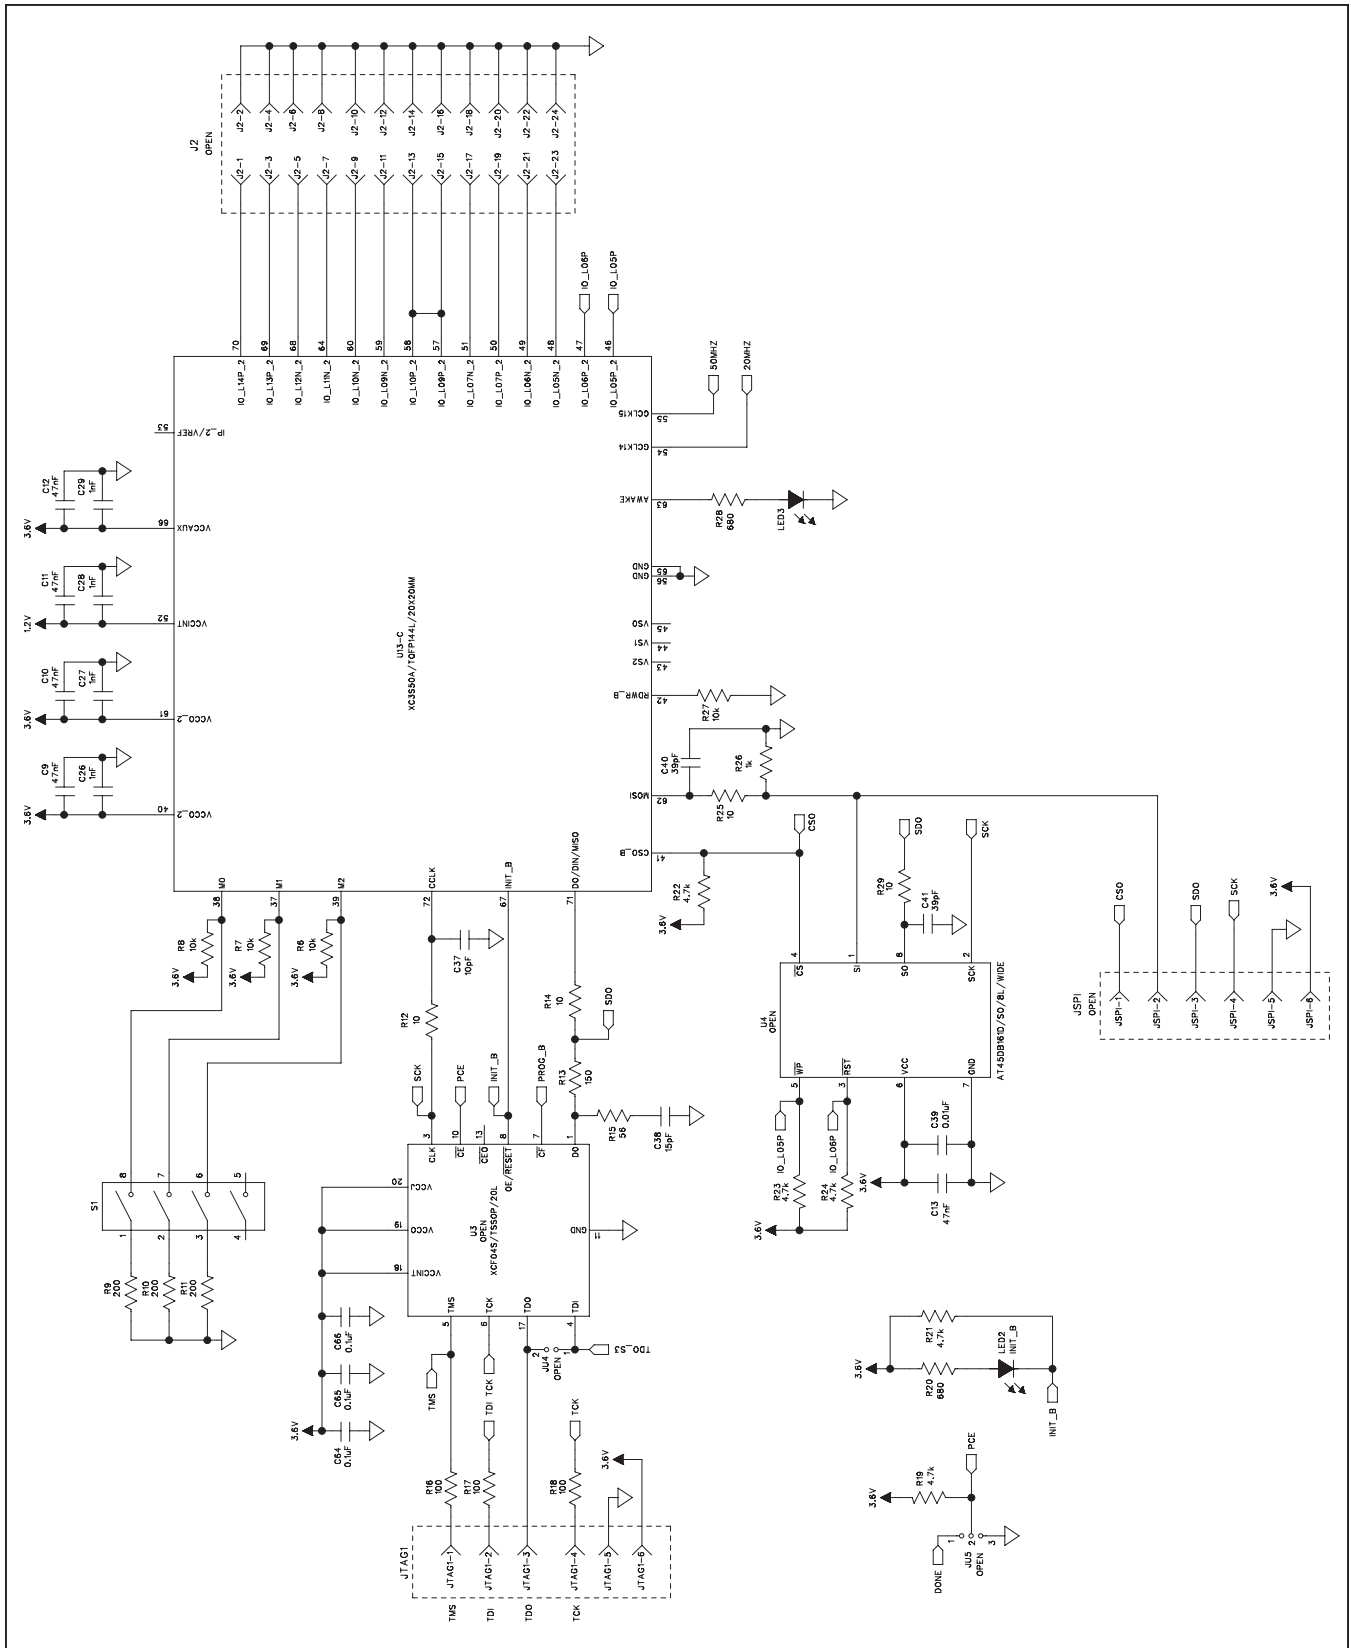 J2
OPEN
J2-2
J2-4
J2-6
J2-8
J2-10
J2-12
J2-14
J2-16
J2-18
J2-20
J2-22
J2-24
J2-1
J2-3
J2-5
J2-7
J2-9
J2-11
J2-13
J2-15
J2-17
J2-19
J2-21
J2-23
IO_L06P
IO_L05P
70
69
68
64
60
59
58
57
51
50
49
48
47
46
IO_L14P_2
IO_L13P_2
IO_L12N_2
IO_L11N_2
IO_L10N_2
IO_L09N_2
IO_L10P_2
IO_L09P_2
IO_L07N_2
IO_L07P_2
IO_L06N_2
IO_L05N_2
IO_L06P_2
IO_L05P_2
53
IP_2/VREF
GCLK15
55
50MHZ
GCLK14
54
20MHZ
3.6V
C12
47nF
C29
1nF
66
VCCAUX
AWAKE
63
R28
680
LED3
1.2V
C11
47nF
C28
1nF
52
VCCINT
GND
65
GND
56
U13-C
XC3S50A/TQFP144L/20X20MM
VS0
45
VS1
44
VS2
43
3.6V
C10
47nF
C27
1nF
61
VCCO_2
RDWR_B
42
R27
10k
3.6V
C9
47nF
C26
1nF
40
VCCO_2
C40
39pF
R26
1k
MOSI
62
R25
10
CSO_B
41
CSO
R22
4.7k
3.6V
M0
M1
M2
CCLK
INIT_B
D0/DIN/MISO
38
37
39
72
67
71
R8
10k
3.6V
R7
10k
3.6V
R6
10k
3.6V
C37
10pF
R12
10
R14
10
SDO
R13
150
SCK
PCE
INIT_B
PROG_B
R15
56
C38
15pF
SDO
SCK
R29
10
C41
39pF
4
1
8
2
CS
SI
SO
SCK
U4
OPEN
AT45DB161D/SO/8L/WIDE
WP
RST
VCC
GND
5
3
6
7
IO_L05P
IO_L06P
R23
4.7k
R24
4.7k
3.6V
3.6V
C39
0.01uF
C13
47nF
CSO
SDO
SCK
3.6V
JSPI
OPEN
JSPI-1
JSPI-2
JSPI-3
JSPI-4
JSPI-5
JSPI-6
S1
8
7
6
5
1
2
3
4
R9
200
R10
200
R11
200
3
10
13
8
7
1
CLK
CE
CEO
OE/RESET
CF
D0
20
VCCJ
19
VCCO
18
VCCINT
U3
OPEN
XCF04S/TSSOP/20L
GND
11
TMS
TCK
TDO
TDI
5
6
17
4
C66
0.1uF
C65
0.1uF
C64
0.1uF
3.6V
TMS
TCK
TDI
2
1
JU4
OPEN
TDO_S3
TCK
R16
100
R17
100
R18
100
3.6V
JTAG1
JTAG1-1
JTAG1-2
JTAG1-3
JTAG1-4
JTAG1-5
JTAG1-6
TMS
TDI
TDO
TCK
R21
4.7k
3.6V
R20
680
LED2
INIT_B
INIT_B
3.6V
R19
4.7k
PCE
1
2
3
JU5
OPEN
DONE